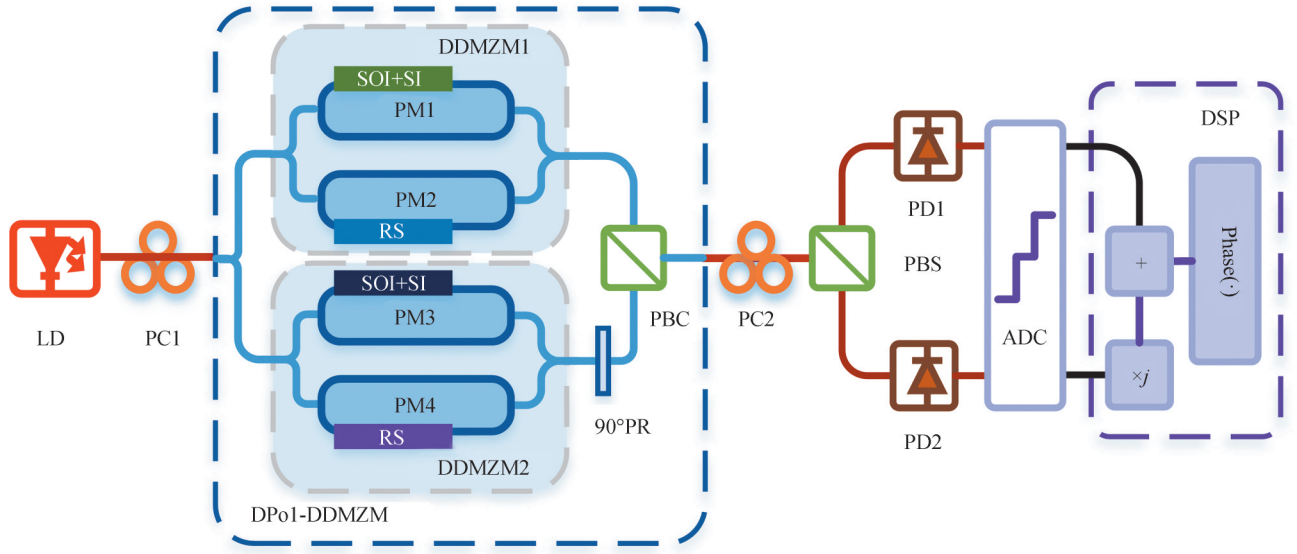 DDMZM1
SOI+SI
PM1
PM2
RS
SOI+SI
PM3
PM4
RS
DDMZM2
DPo1-DDMZM
LD
PC1
90°PR
PBC
PC2
PBS
PD1
PD2
ADC
DSP
+
×j
Phase(·)